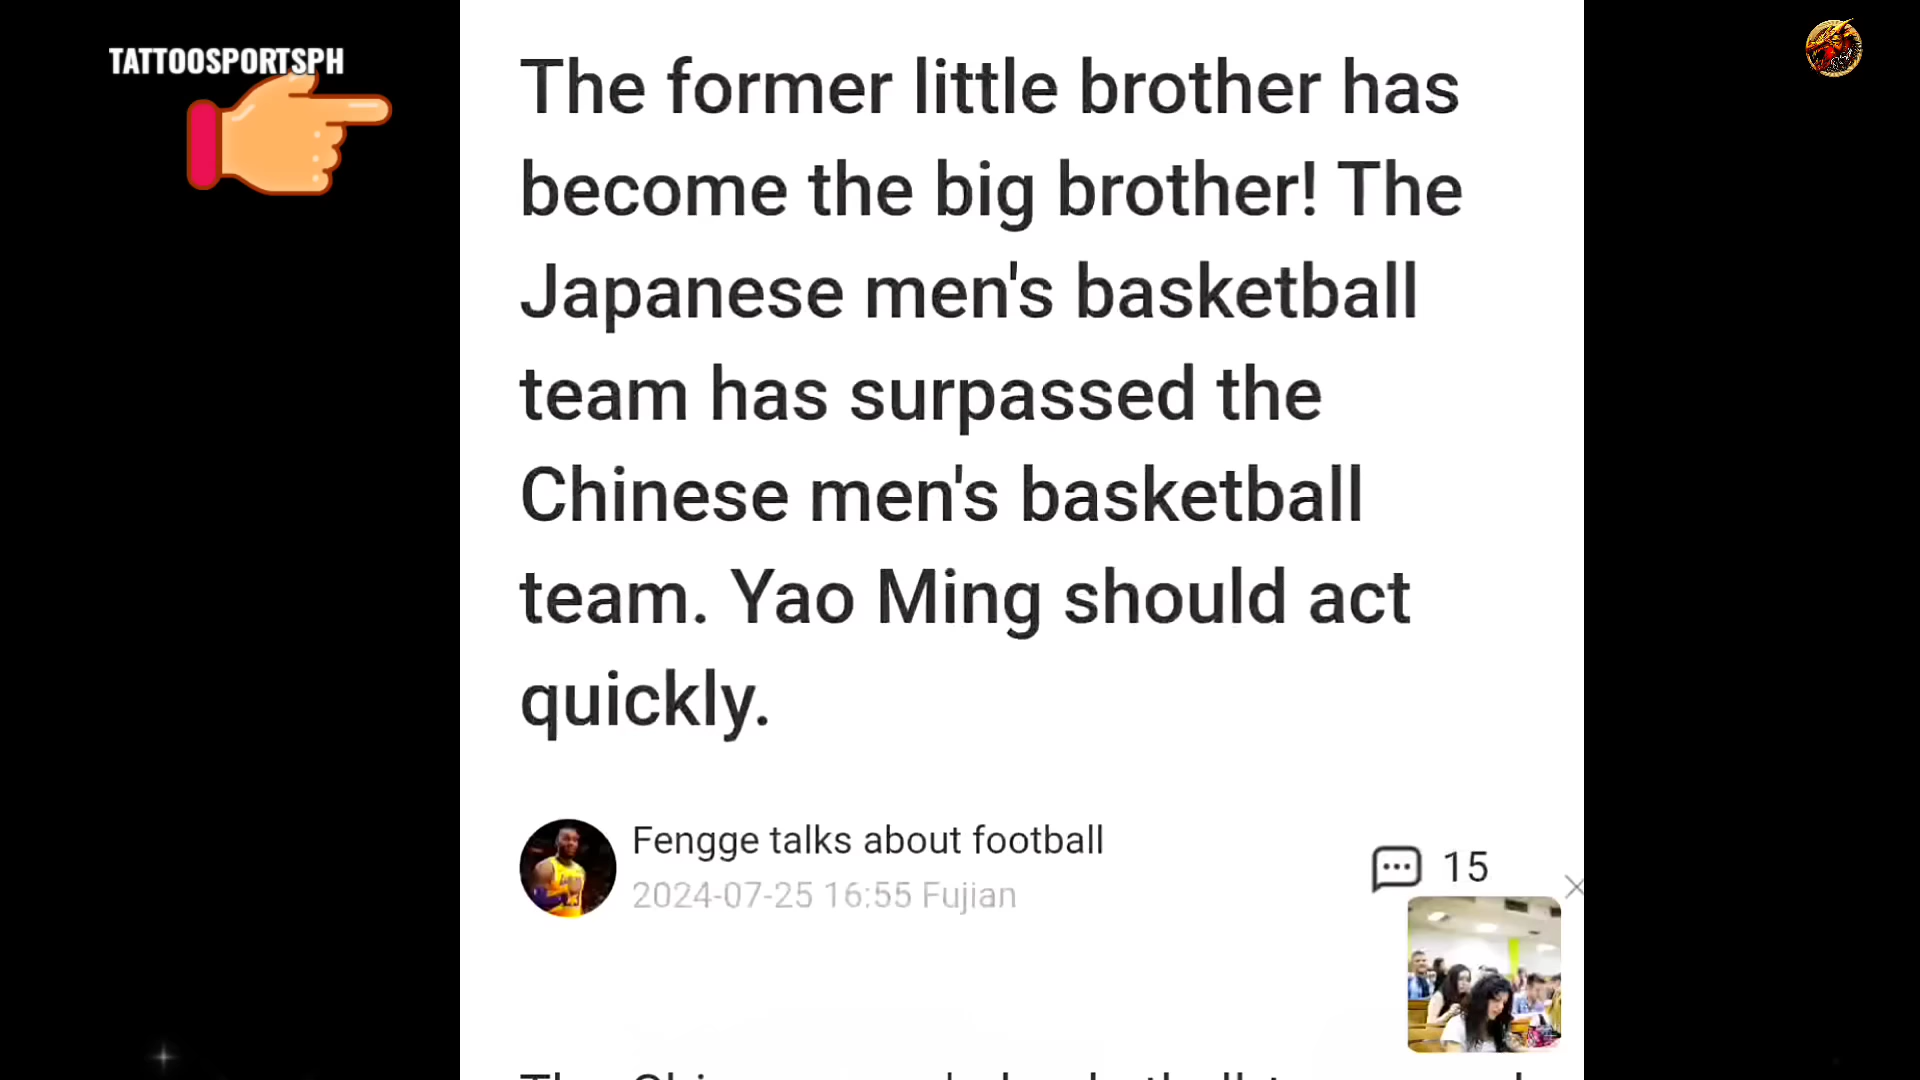 TATTOOSPORTSPH
The former little brother has
become the big brother! The
Japanese men's basketball
team has surpassed the
Chinese men's basketball
team. Yao Ming should act
quickly.
Fengge talks about football
15
2024-07-25 16:55 Fujian